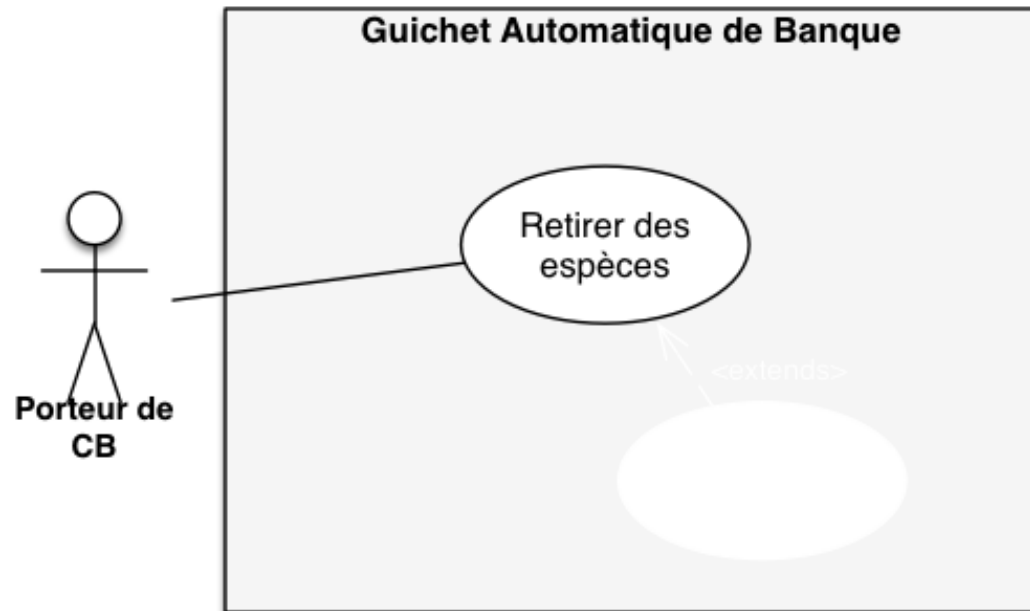 Guichet Automatique de Banque
Retirer des
espèces
<extends>
Porteur de
CB